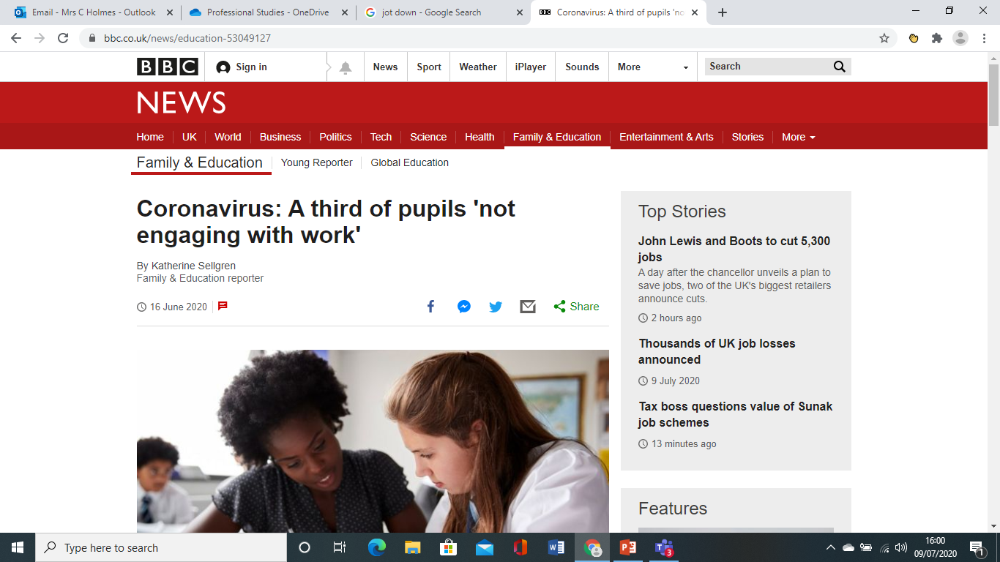 Email - Mrs C Holmes - Outlook
Professional Studies - OneDrive
jot down - Google Search
BBC Coronavirus: A third of pupils 'no
bbc.co.uk/news/education-53049127
BBC
Sign in
News
Sport
Weather
iPlayer
Sounds
More
Search
NEWS
Home
UK
World
Business
Politics
Tech
Science
Health
Family & Education
Entertainment & Arts
Stories
More
Family & Education
Young Reporter
Global Education
Coronavirus: A third of pupils 'not
engaging with work'
By Katherine Sellgren
Family & Education reporter
16 June 2020
Share
Top Stories
John Lewis and Boots to cut 5,300
jobs
A day after the chancellor unveils a plan to
save jobs, two of the UK's biggest retailers
announce cuts.
2 hours ago
Thousands of UK job losses
announced
9 July 2020
Tax boss questions value of Sunak
job schemes
13 minutes ago
Features
Type here to search
3
16:00
09/07/2020
1